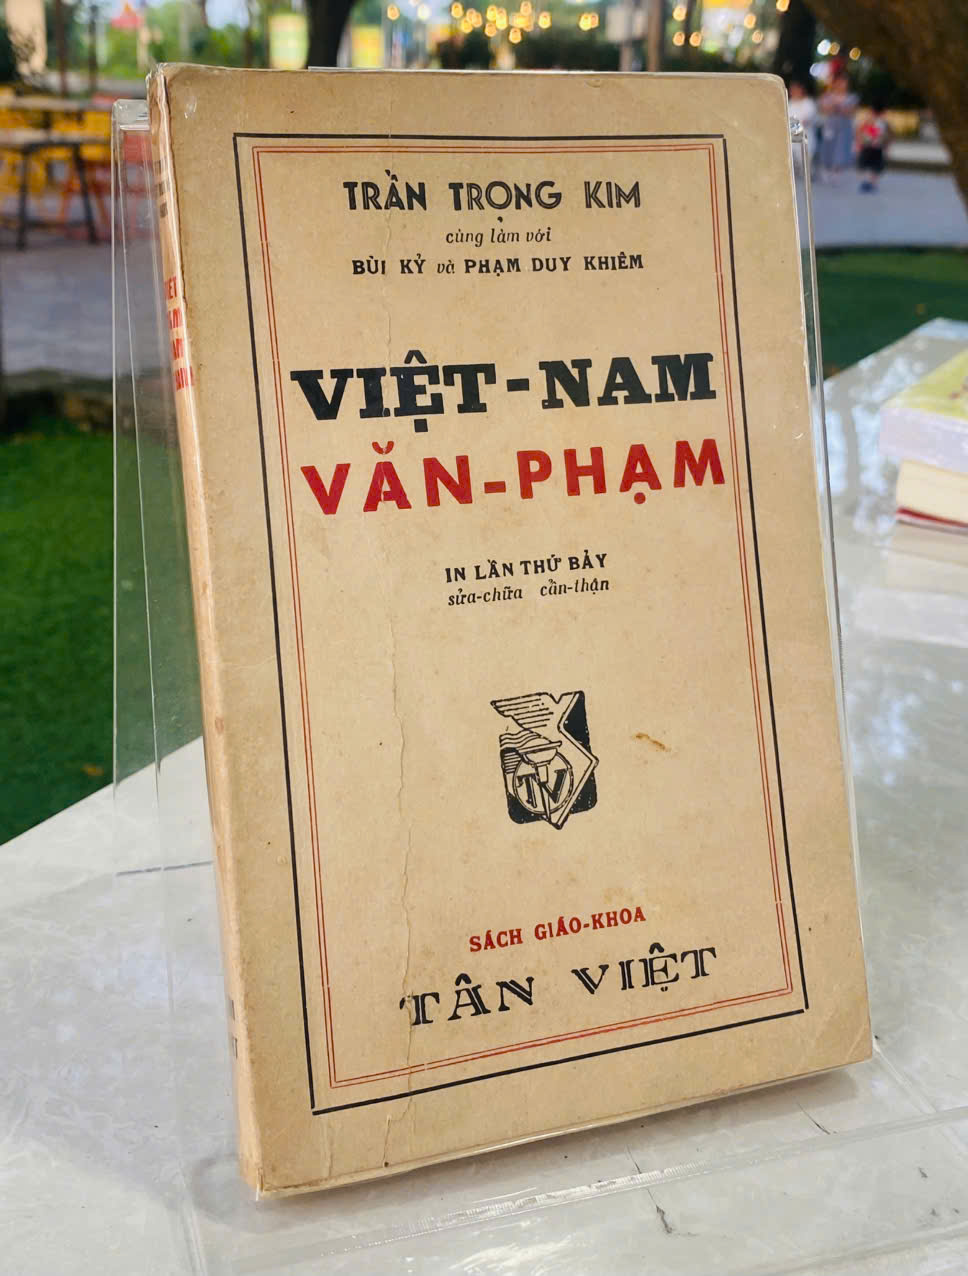 TRẦN TRỌNG KIM
cùng làm với
BÙI KỶ và PHẠM DUY KHIÊM
VIỆT-NAM
VĂN-PHẠM
IN LẦN THỨ BẢY
sửa-chữa cẩn-thận
TV
SÁCH GIÁO-KHOA
TÂN VIỆT